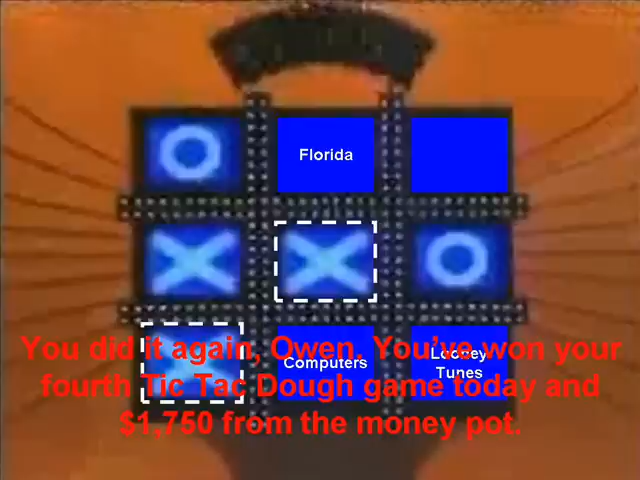 O
Florida
X X O
X Computers Looney
Tunes
You did it again, Owen. You've won your
fourth Tic Tac Dough game today and
$1,750 from the money pot.